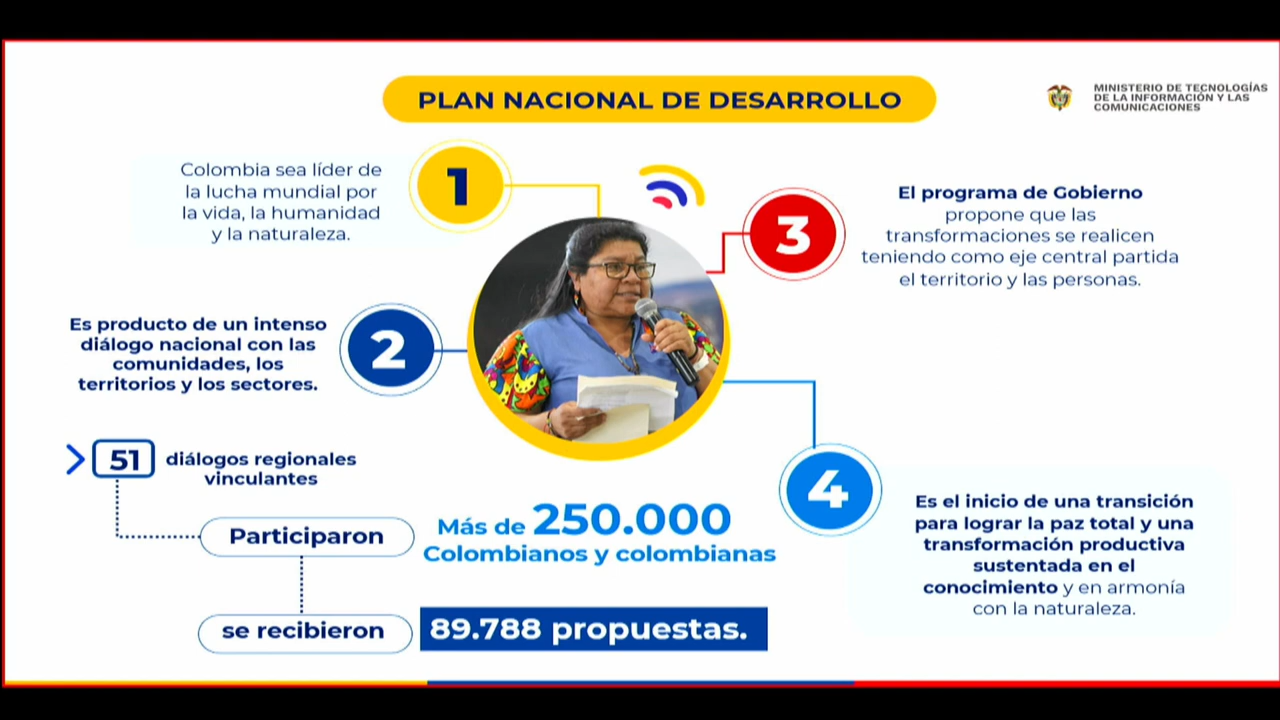 PLAN NACIONAL DE DESARROLLO
MINISTERIO DE TECNOLOGÍAS
DE LA INFORMACIÓN Y LAS
COMUNICACIONES
1
Colombia sea líder de
la lucha mundial por
la vida, la humanidad
y la naturaleza.
2
Es producto de un intenso
diálogo nacional con las
comunidades, los
territorios y los sectores.
51
diálogos regionales
vinculantes
Participaron
Más de 250.000
Colombianos y colombianas
se recibieron
89.788 propuestas.
3
El programa de Gobierno
propone que las
transformaciones se realicen
teniendo como eje central partida
el territorio y las personas.
4
Es el inicio de una transición
para lograr la paz total y una
transformación productiva
sustentada en el
conocimiento y en armonía
con la naturaleza.